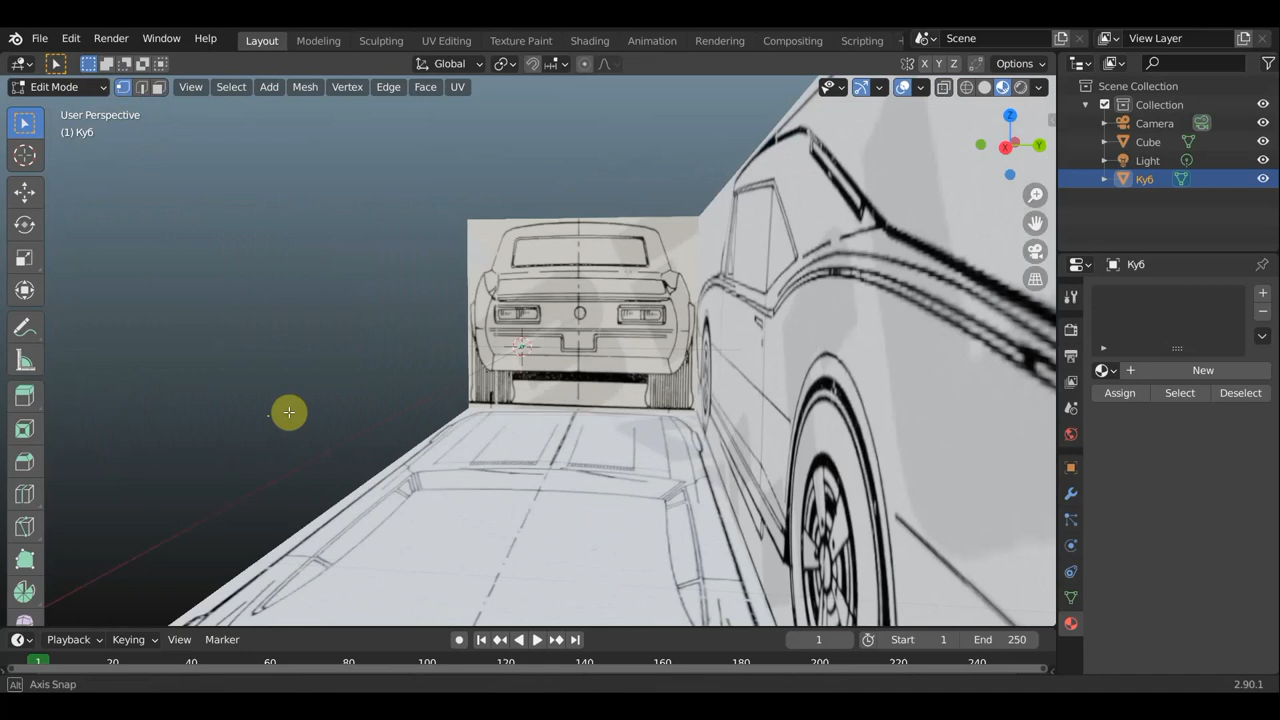 File Edit Render Window Help Layout Modeling Sculpting UV Editing Texture Paint Shading Animation Rendering Compositing Scripting Scene View Layer
Global X Y Z Options
Edit Mode View Select Add Mesh Vertex Edge Face UV
Scene Collection
User Perspective
(1) Куб
Collection
Camera
Cube
Light
Куб
Z
X
Y
Куб
New
Assign Select Deselect
Playback Keying View Marker 1 Start 1 End 250
1 20 40 60 80 100 120 140 160 180 200 220 240
Alt Axis Snap 2.90.1